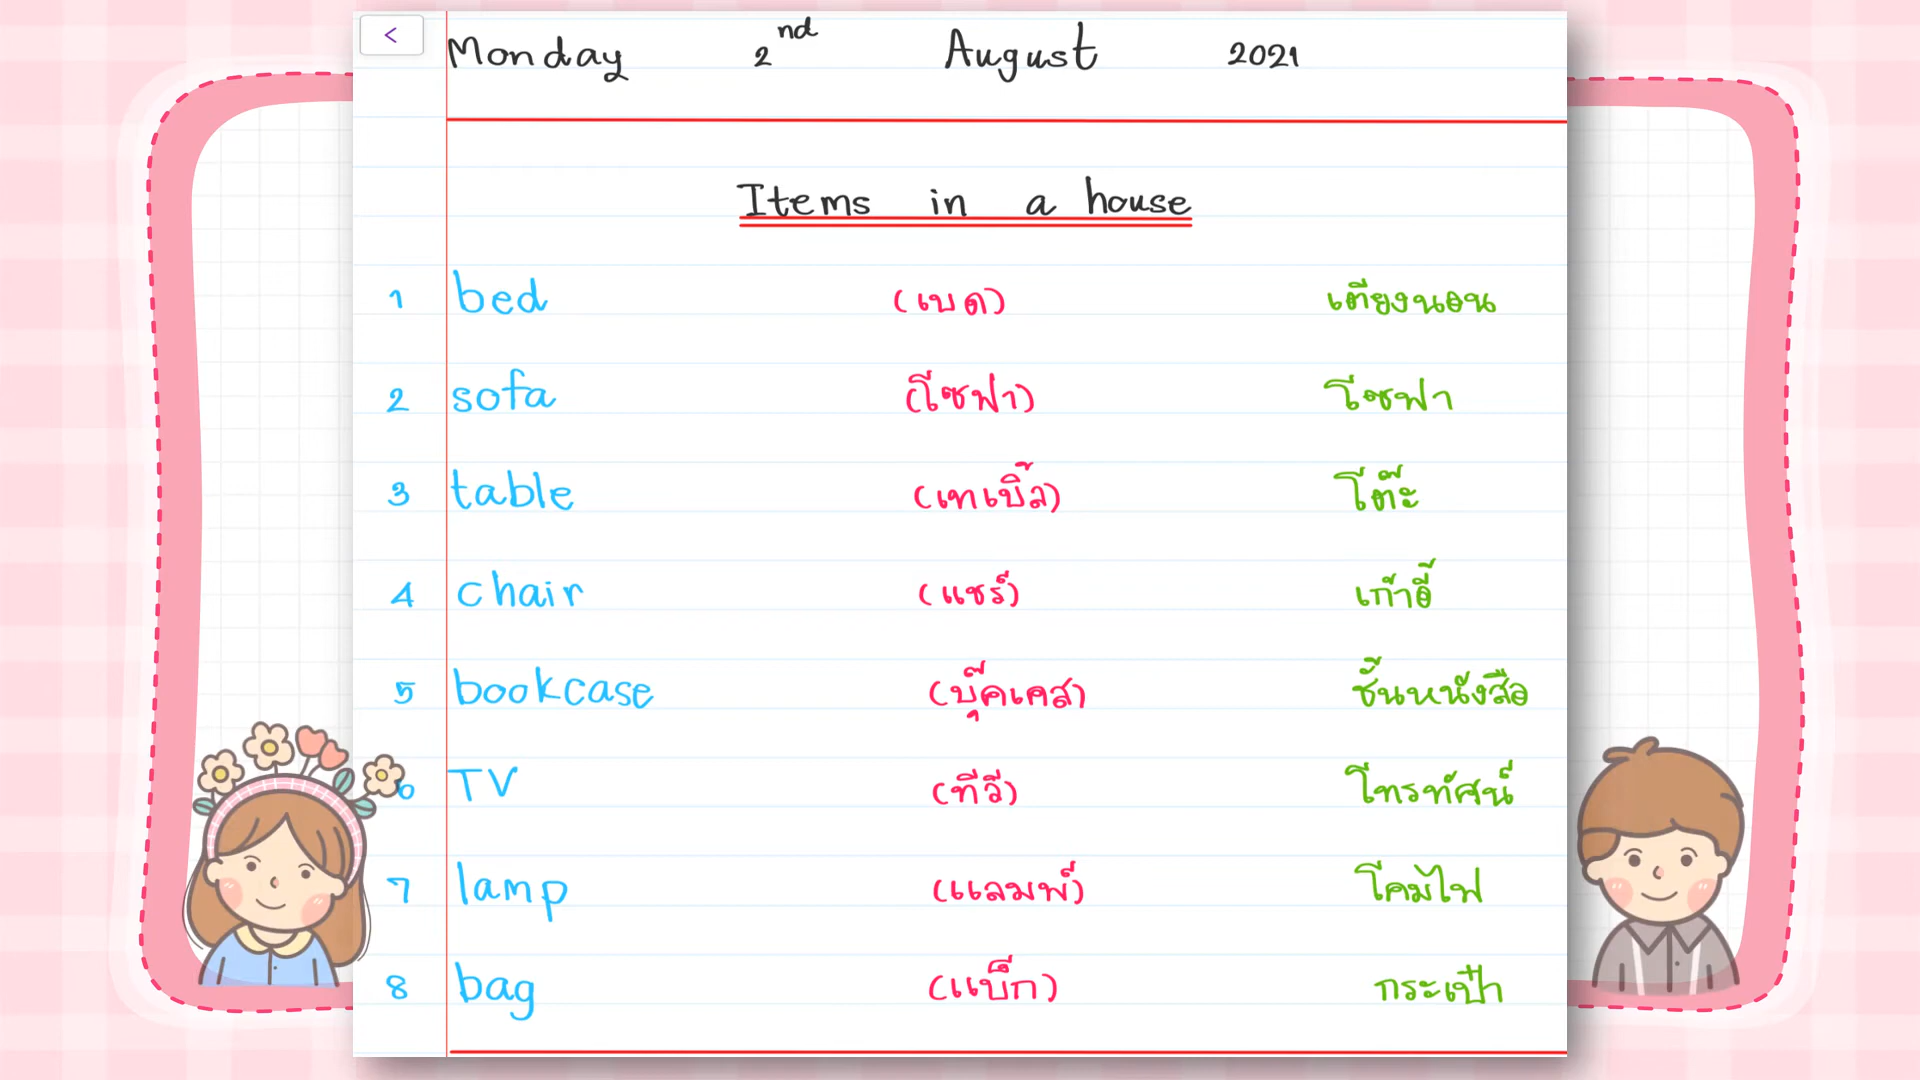 <
Monday 2nd August 2021
Items in a house
1 bed (เบด) เตียงนอน
2 sofa (โซฟา) โซฟา
3 table (เทเบิ้ล) โต๊ะ
4 chair (แชร์) เก้าอี้
5 bookcase (บุ๊คเคส) ชั้นหนังสือ
6 TV (ทีวี) โทรทัศน์
7 lamp (แลมพ์) โคมไฟ
8 bag (แบ็ก) กระเป๋า